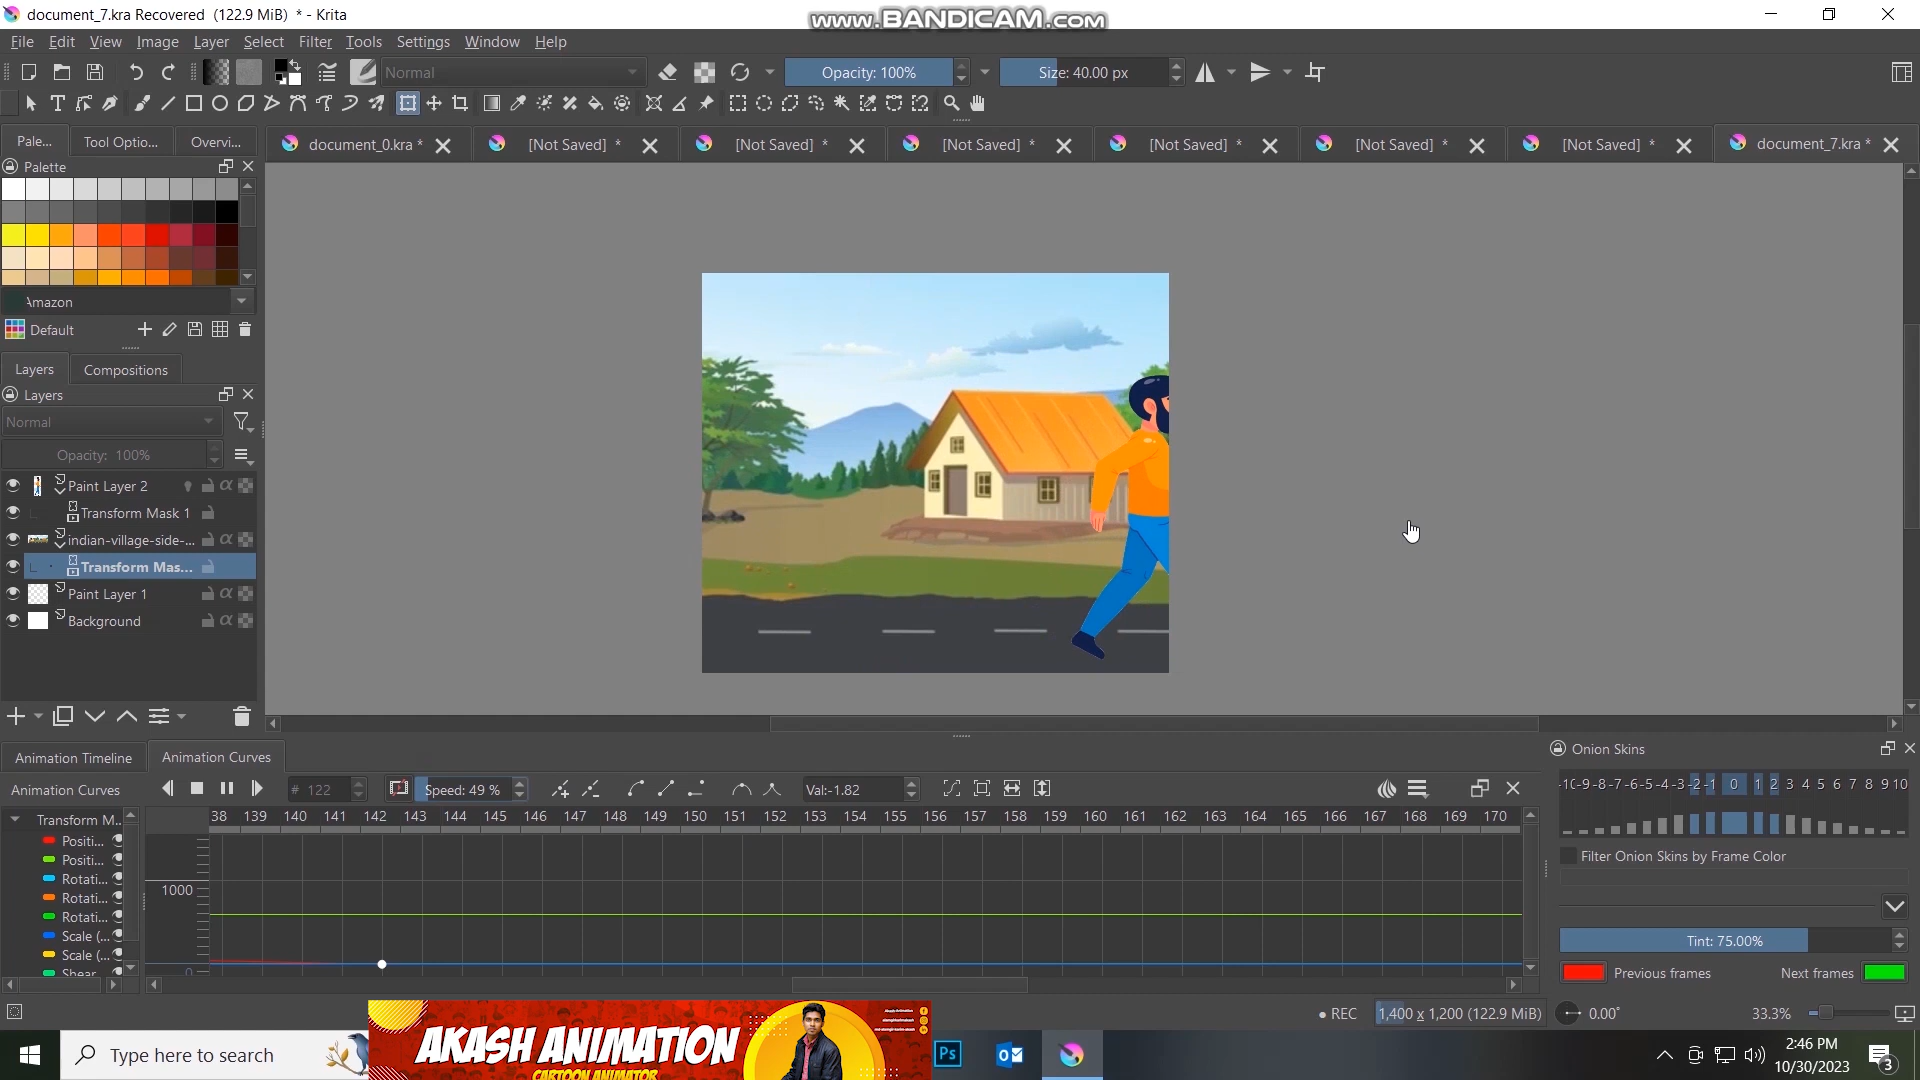 document_7.kra Recovered (122.9 MiB) * - Krita
www.BANDICAM.com
File Edit View Image Layer Select Filter Tools Settings Window Help
Normal
Opacity: 100%
Size: 40.00 px
Pale... Tool Optio... Overvi...
document_0.kra *
[Not Saved] *
[Not Saved] *
[Not Saved] *
[Not Saved] *
[Not Saved] *
[Not Saved] *
document_7.kra *
Palette
Amazon
Default
Layers Compositions
Layers
Normal
Opacity: 100%
Paint Layer 2
Transform Mask 1
indian-village-side-...
Transform Mas...
Paint Layer 1
Background
Animation Timeline Animation Curves
Animation Curves
# 122
Speed: 49 %
Val:-1.82
Onion Skins
-10-9-8-7-6-5-4-3-2-1 0 1 2 3 4 5 6 7 8 9 10
Filter Onion Skins by Frame Color
Tint: 75.00%
Previous frames
Next frames
Transform M...
Positi...
Positi...
Rotati...
Rotati...
Rotati...
Scale (...
Scale (...
Shear
38 139 140 141 142 143 144 145 146 147 148 149 150 151 152 153 154 155 156 157 158 159 160 161 162 163 164 165 166 167 168 169 170
1000
0
REC
1,400 x 1,200 (122.9 MiB)
0.00°
33.3%
Type here to search
AKASH ANIMATION
CARTOON ANIMATOR
Ps
2:46 PM
10/30/2023
3